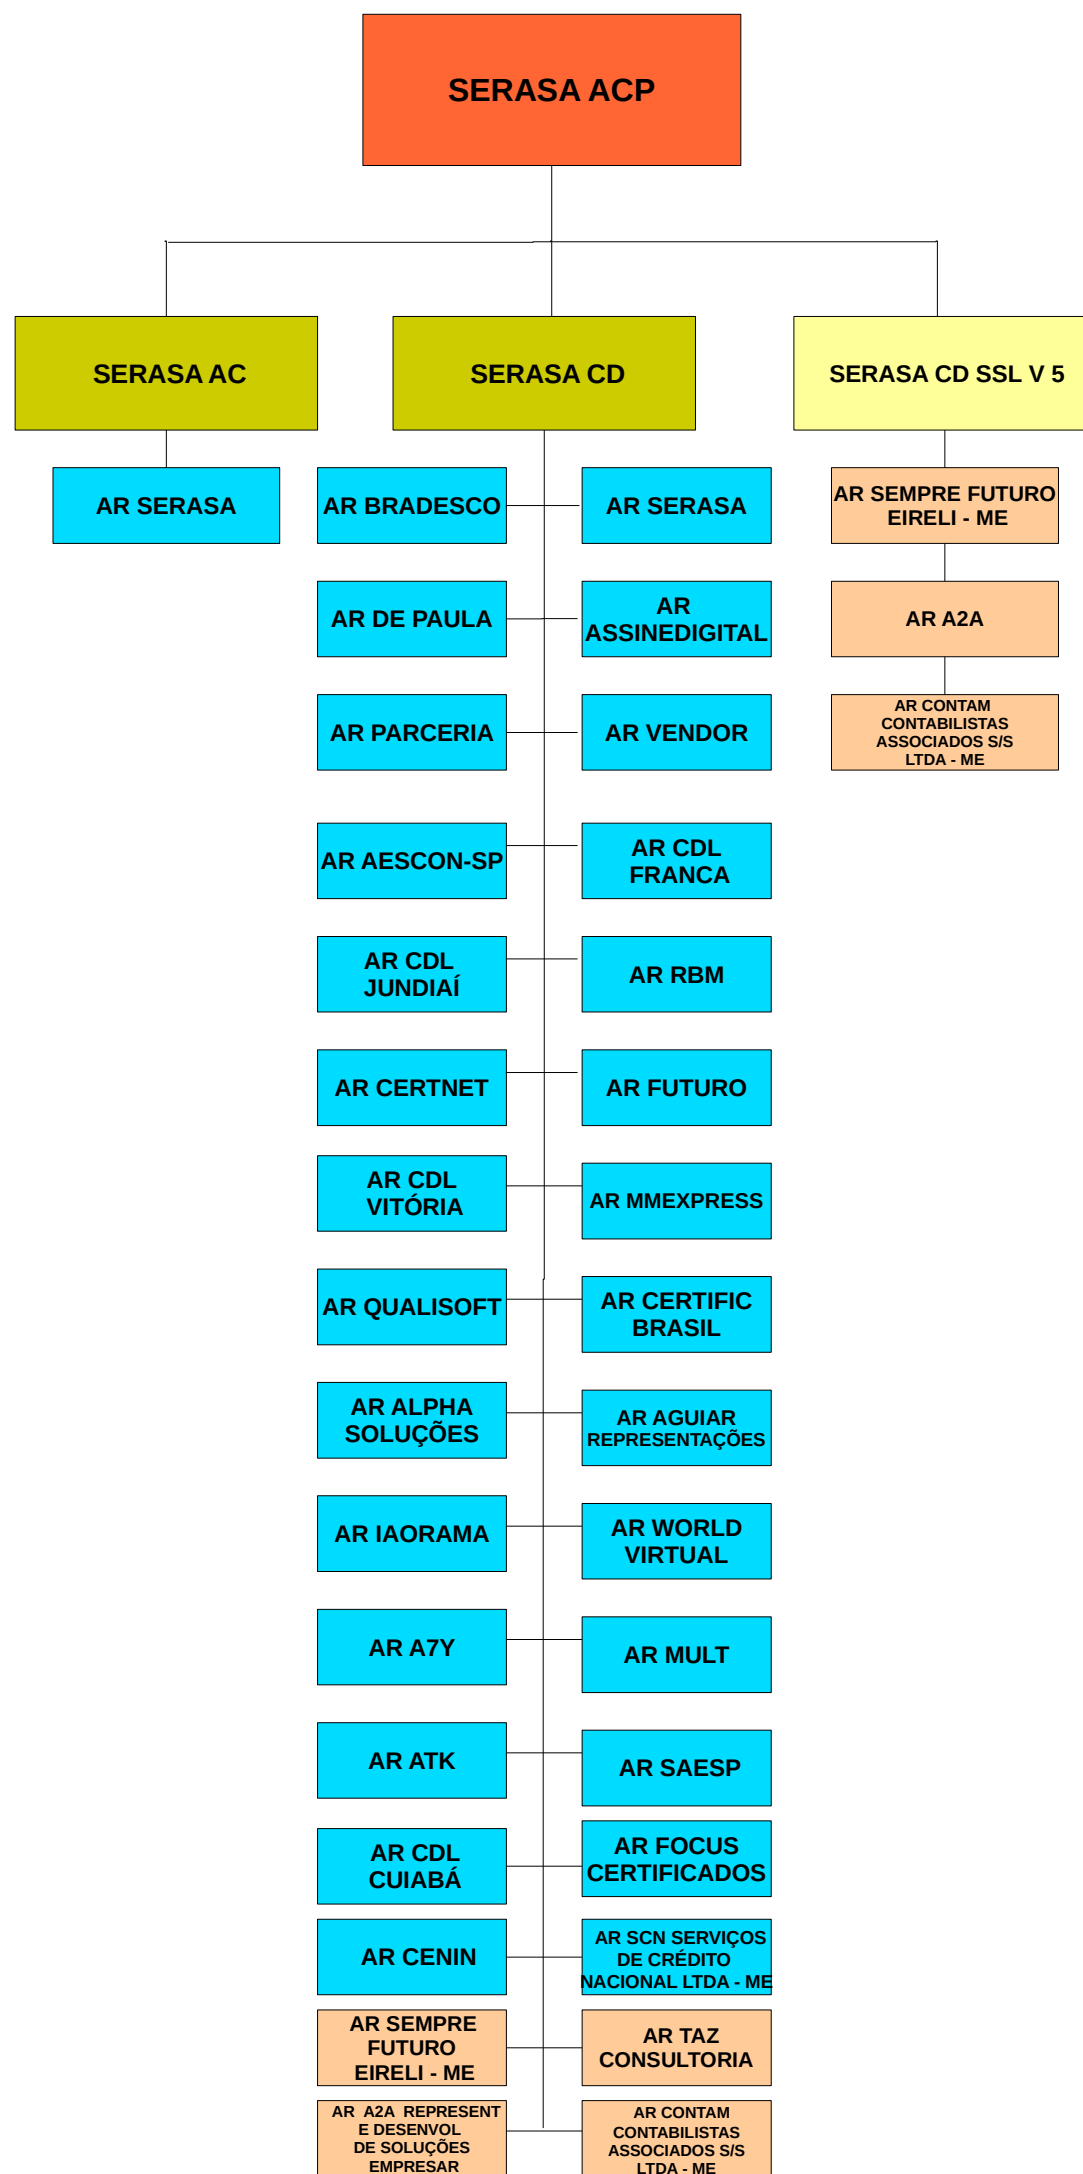 SERASA ACP
SERASA AC
SERASA CD
SERASA CD SSL V 5
AR SERASA
AR BRADESCO
AR SERASA
AR SEMPRE FUTURO
EIRELI - ME
AR DE PAULA
AR
ASSINEDIGITAL
AR A2A
AR PARCERIA
AR VENDOR
AR CONTAM
CONTABILISTAS
ASSOCIADOS S/S
LTDA - ME
AR AESCON-SP
AR CDL
FRANCA
AR CDL
JUNDIAÍ
AR RBM
AR CERTNET
AR FUTURO
AR CDL
VITÓRIA
AR MMEXPRESS
AR QUALISOFT
AR CERTIFIC
BRASIL
AR ALPHA
SOLUÇÕES
AR AGUIAR
REPRESENTAÇÕES
AR IAORAMA
AR WORLD
VIRTUAL
AR A7Y
AR MULT
AR ATK
AR SAESP
AR CDL
CUIABÁ
AR FOCUS
CERTIFICADOS
AR CENIN
AR SCN SERVIÇOS
DE CRÉDITO
NACIONAL LTDA - ME
AR SEMPRE
FUTURO
EIRELI - ME
AR TAZ
CONSULTORIA
AR A2A REPRESENT
E DESENVOL
DE SOLUÇÕES
EMPRESAR
AR CONTAM
CONTABILISTAS
ASSOCIADOS S/S
LTDA - ME